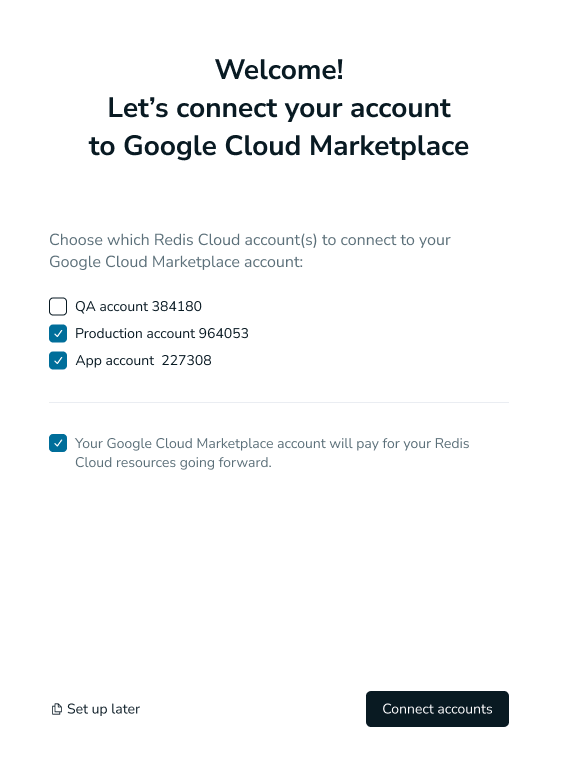 Welcome!
Let’s connect your account
to Google Cloud Marketplace
Choose which Redis Cloud account(s) to connect to your
Google Cloud Marketplace account:
QA account 384180
Production account 964053
App account  227308
Your Google Cloud Marketplace account will pay for your Redis
Cloud resources going forward.
Set up later
Connect accounts